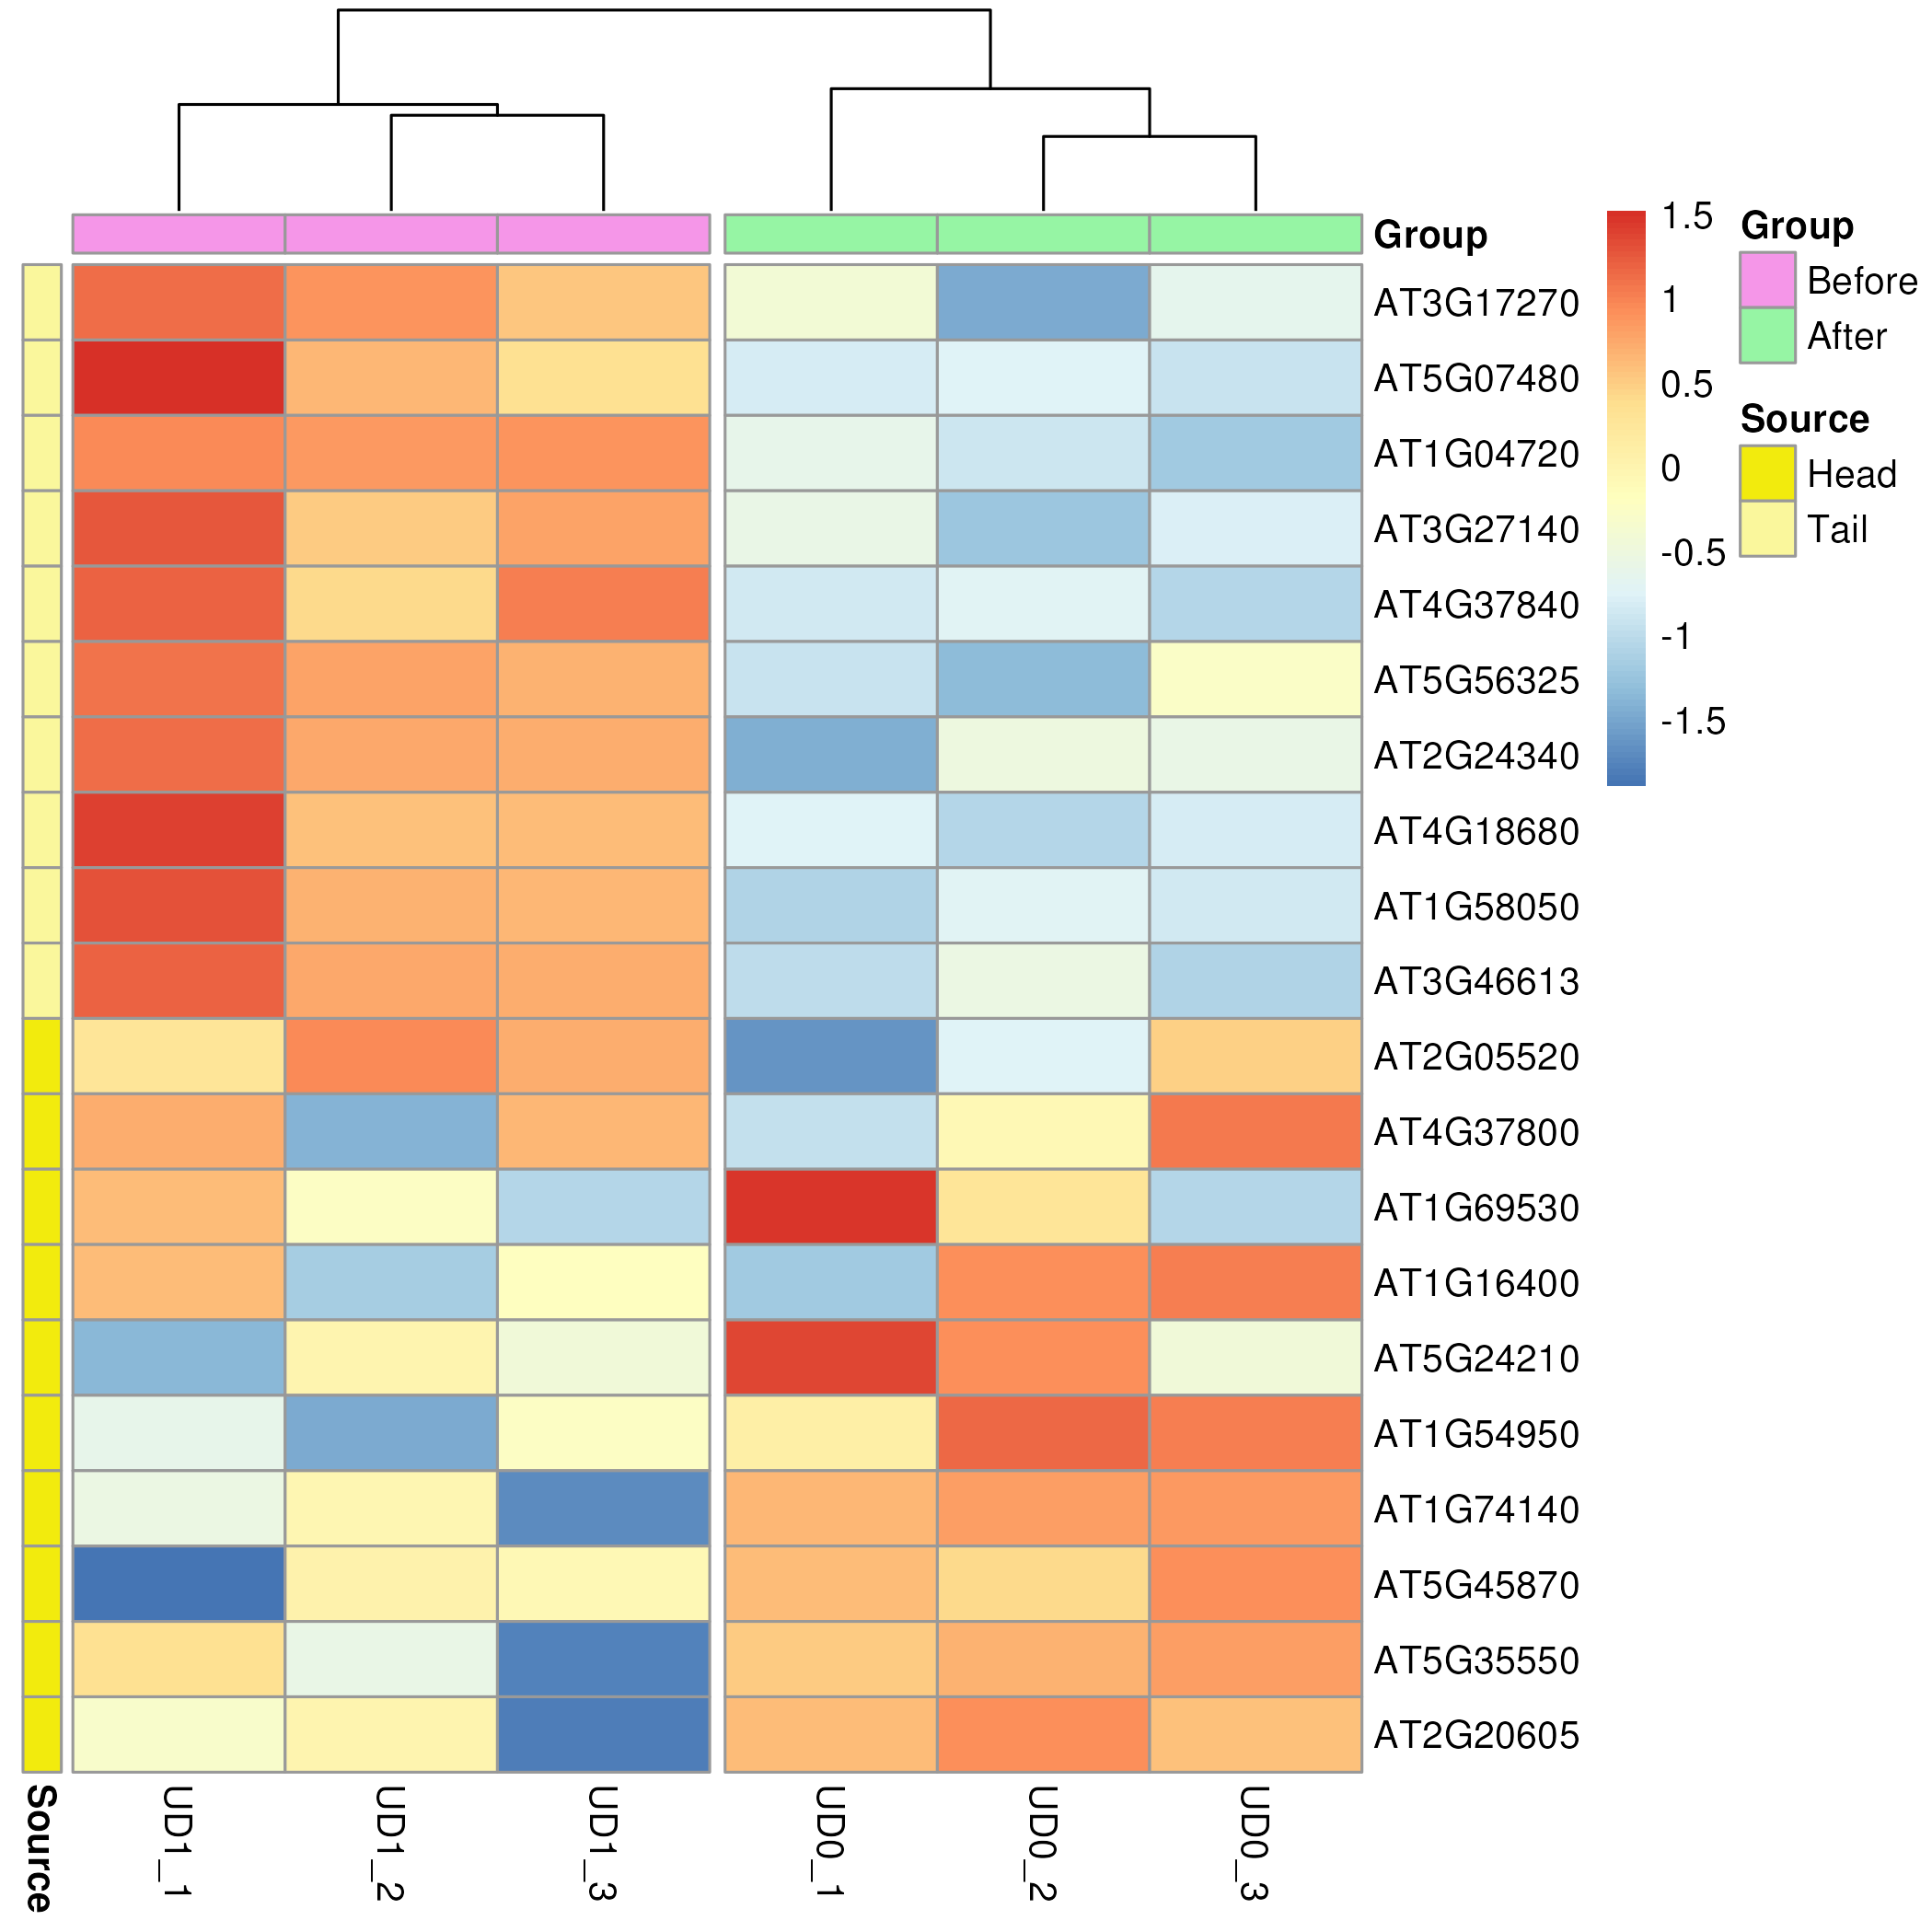 Group
AT3G17270
AT5G07480
AT1G04720
AT3G27140
AT4G37840
AT5G56325
AT2G24340
AT4G18680
AT1G58050
AT3G46613
AT2G05520
AT4G37800
AT1G69530
AT1G16400
AT5G24210
AT1G54950
AT1G74140
AT5G45870
AT5G35550
AT2G20605
1.5
1
0.5
0
-0.5
-1
-1.5
Group
Before
After
Source
Head
Tail
Source
UD1_1
UD1_2
UD1_3
UD0_1
UD0_2
UD0_3